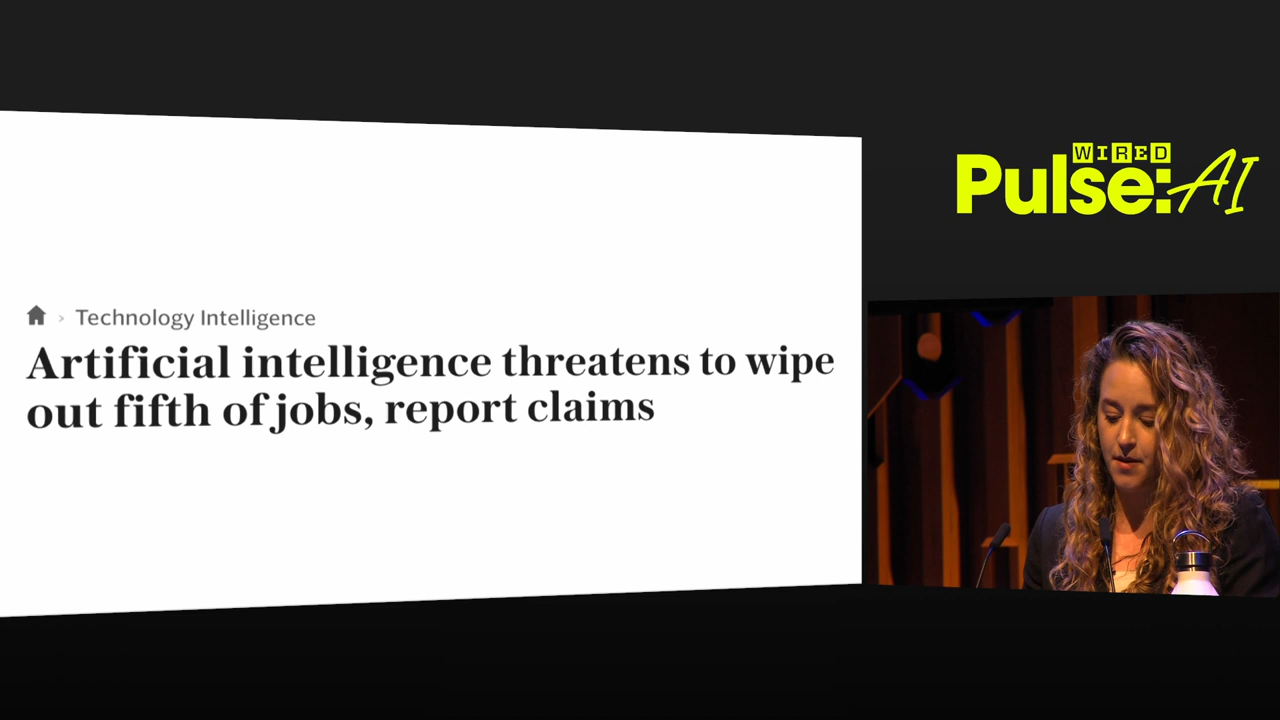 Technology Intelligence
Artificial intelligence threatens to wipe
out fifth of jobs, report claims
WIRED
Pulse:AI